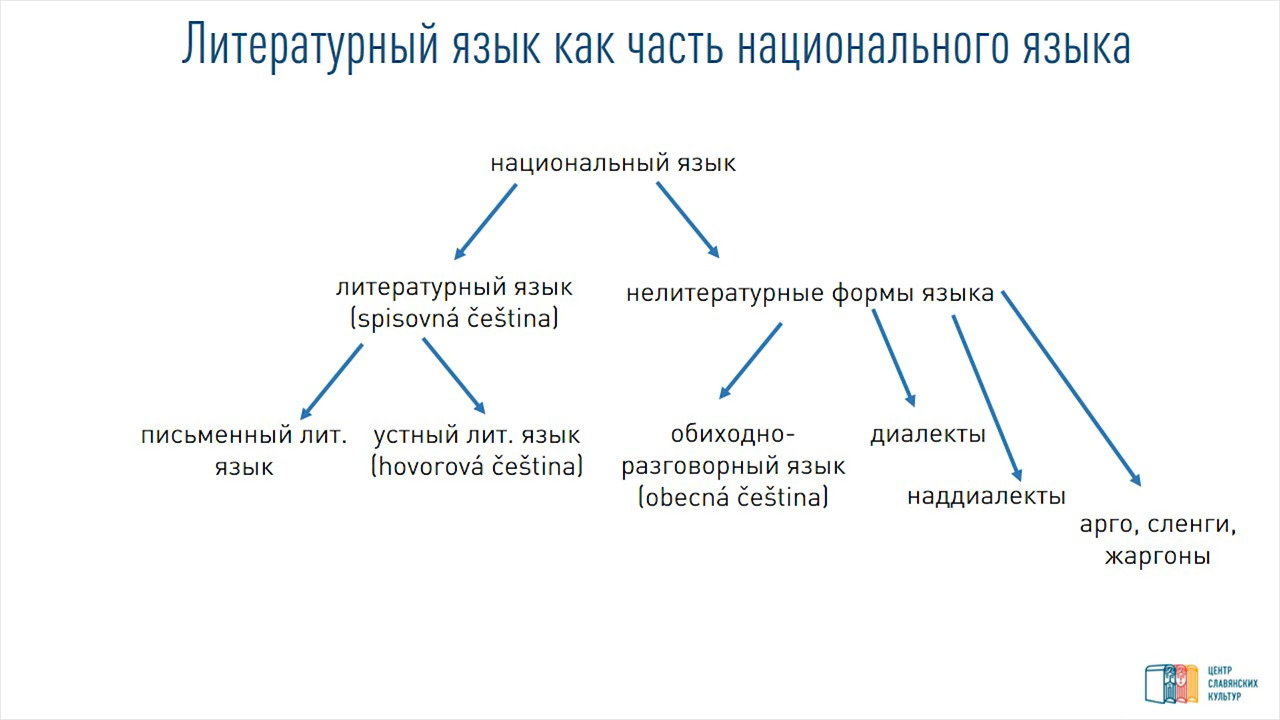 Литературный язык как часть национального языка
национальный язык
литературный язык
(spisovná čeština)
нелитературные формы языка
письменный лит.
язык
устный лит. язык
(hovorová čeština)
обиходно-
разговорный язык
(obecná čeština)
диалекты
наддиалекты
арго, сленги,
жаргоны
ЦЕНТР
СЛАВЯНСКИХ
КУЛЬТУР